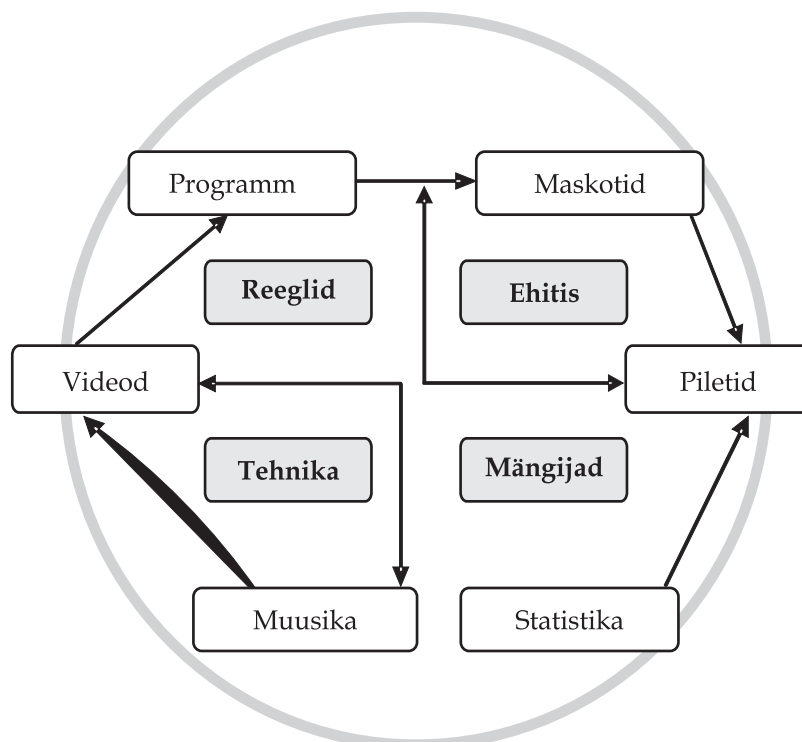 Programm
Maskotid
Reeglid
Ehitis
Videod
Piletid
Tehnika
Mängijad
Muusika
Statistika